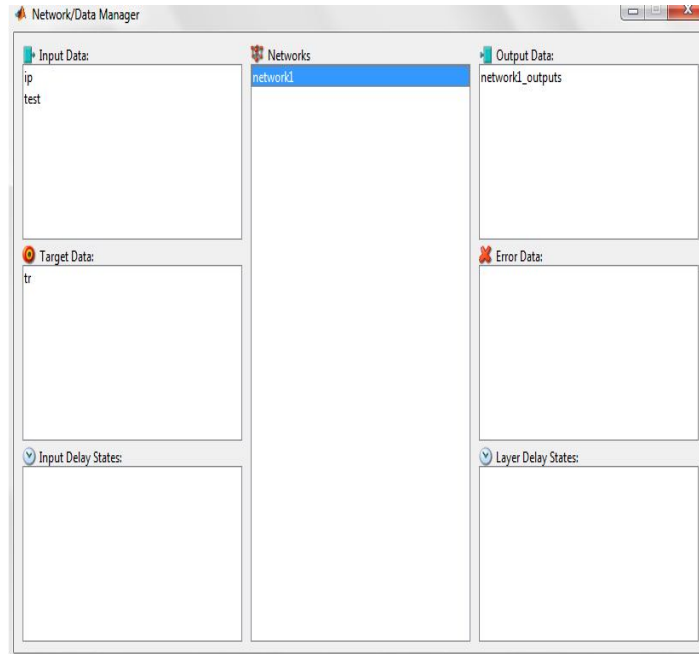 Network/Data Manager
Input Data:
ip
test
Networks
network1
Output Data:
network1_outputs
Target Data:
tr
Error Data:
Input Delay States:
Layer Delay States: